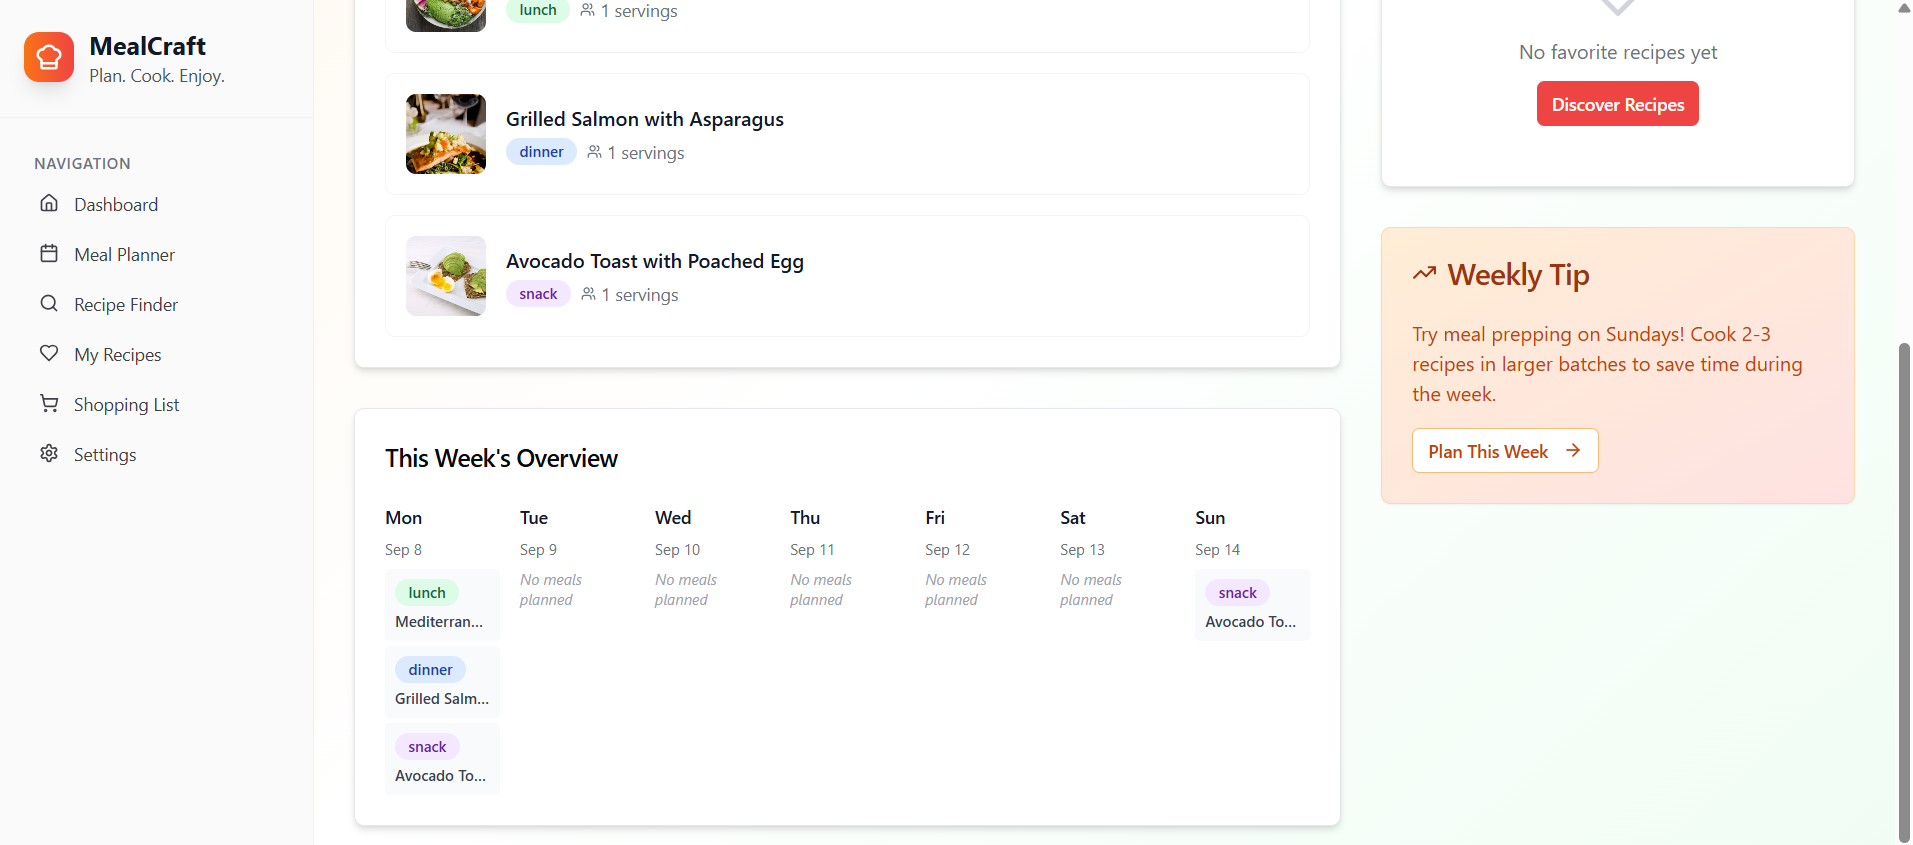 MealCraft
Plan. Cook. Enjoy.
NAVIGATION
Dashboard
Meal Planner
Recipe Finder
My Recipes
Shopping List
Settings
lunch 1 servings
Grilled Salmon with Asparagus
dinner 1 servings
Avocado Toast with Poached Egg
snack 1 servings
This Week's Overview
Mon Tue Wed Thu Fri Sat Sun
Sep 8 Sep 9 Sep 10 Sep 11 Sep 12 Sep 13 Sep 14
lunch
Mediterran...
dinner
Grilled Salm...
snack
Avocado To...
No meals
planned
No meals
planned
No meals
planned
No meals
planned
No meals
planned
snack
Avocado To...
No favorite recipes yet
Discover Recipes
Weekly Tip
Try meal prepping on Sundays! Cook 2-3
recipes in larger batches to save time during
the week.
Plan This Week